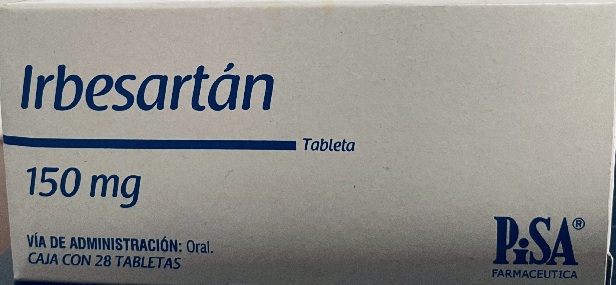 Irbesartán
Tableta
150 mg
VÍA DE ADMINISTRACIÓN: Oral.
CAJA CON 28 TABLETAS
PiSA®
FARMACEUTICA